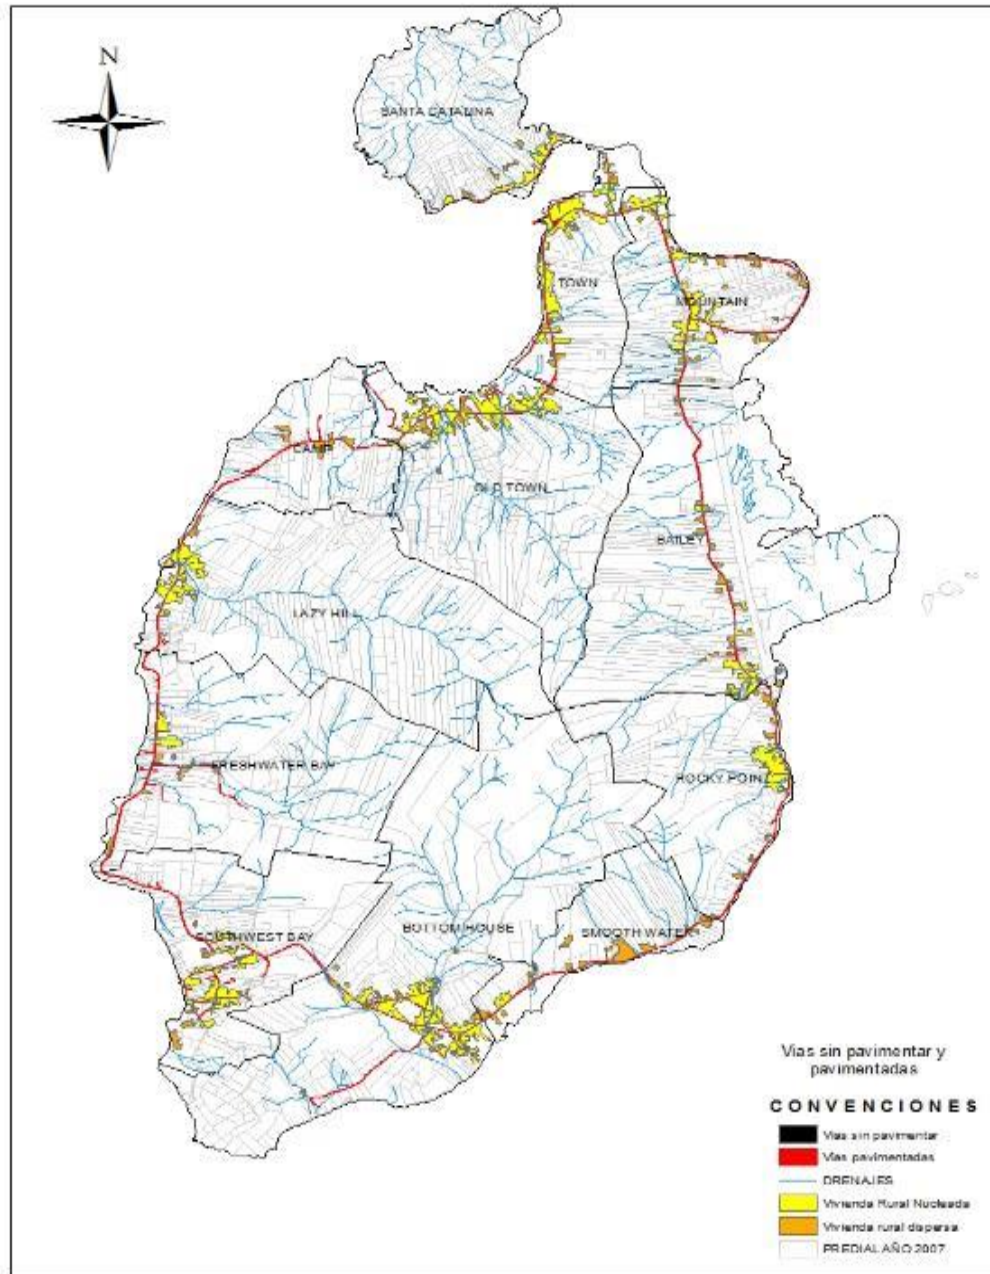 N
SANTA CATALINA
TOWN
MOUNTAIN
CAMP
OLD TOWN
BAILEY
LAZY HILL
FRESHWATER BAY
ROCKY POINT
BOTTOM HOUSE
SMOOTH WATER
SOUTHWEST BAY
Vias sin pavimentar y
pavimentadas
CONVENCIONES
Vias sin pavimentar
Vias pavimentadas
DRENAJES
Vivienda Rural Nucleada
Vivienda rural dispersa
PREDIAL AÑO 2007